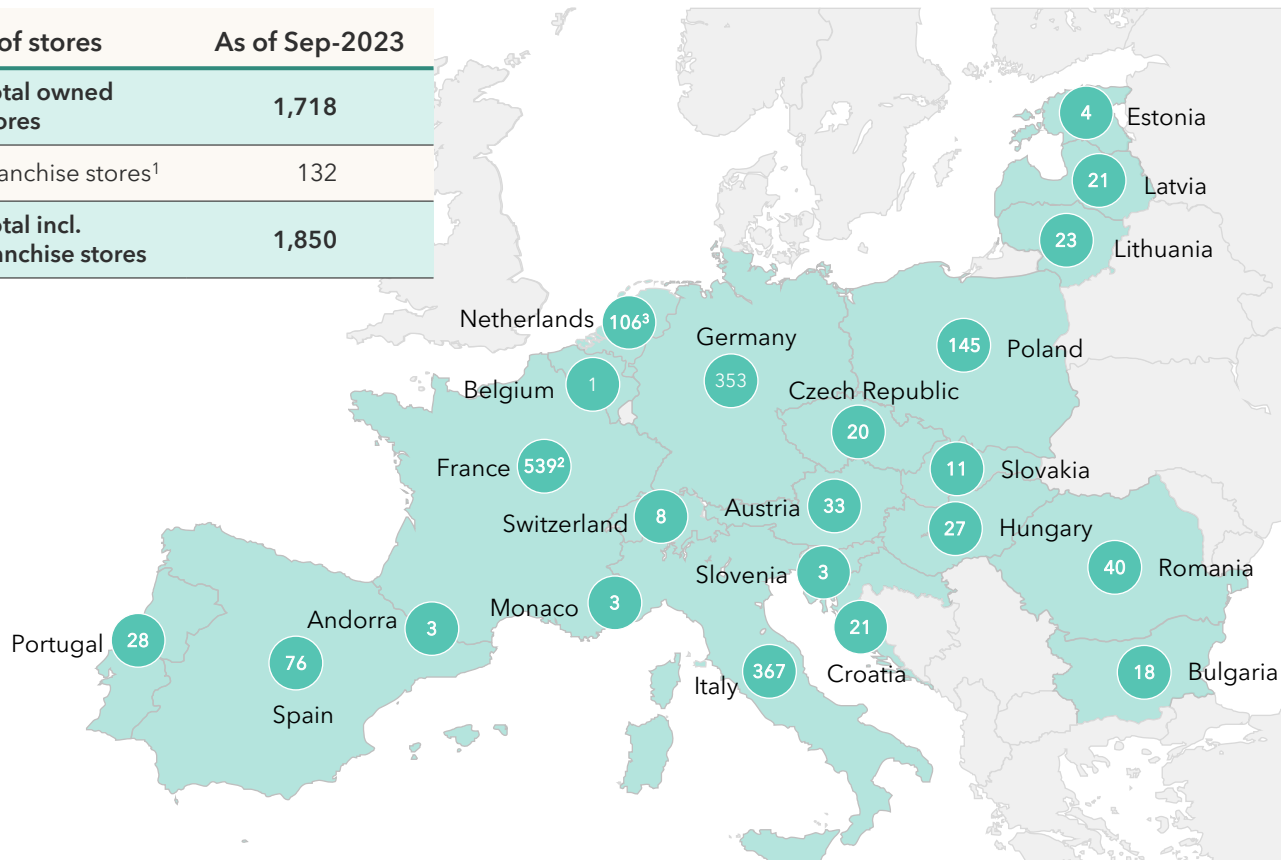 of stores As of Sep-2023
otal owned
ores
1,718
anchise stores¹ 132
otal incl.
anchise stores
1,850
4
Estonia
21
Latvia
23
Lithuania
Netherlands 106³
Germany
353
145 Poland
Belgium 1
Czech Republic
20
France 539²
11 Slovakia
Switzerland 8
Austria 33
27 Hungary
Slovenia 3
40 Romania
Monaco 3
Andorra 3
21
Croatia
Portugal 28
76
Spain
Italy 367
18 Bulgaria